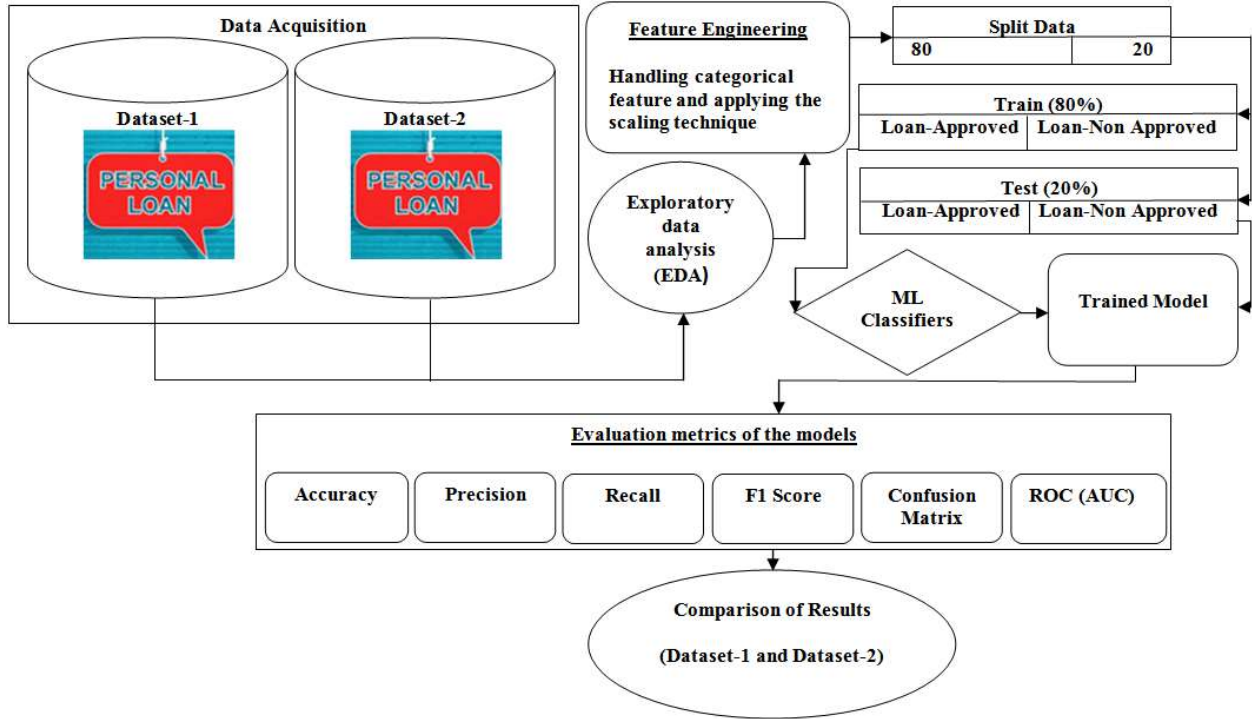 Data Acquisition
Dataset-1
PERSONAL
LOAN
Dataset-2
PERSONAL
LOAN
Exploratory
data
analysis
(EDA)
Feature Engineering
Handling categorical
feature and applying the
scaling technique
Split Data
80 20
Train (80%)
Loan-Approved Loan-Non Approved
Test (20%)
Loan-Approved Loan-Non Approved
ML
Classifiers
Trained Model
Evaluation metrics of the models
Accuracy
Precision
Recall
F1 Score
Confusion
Matrix
ROC (AUC)
Comparison of Results
(Dataset-1 and Dataset-2)